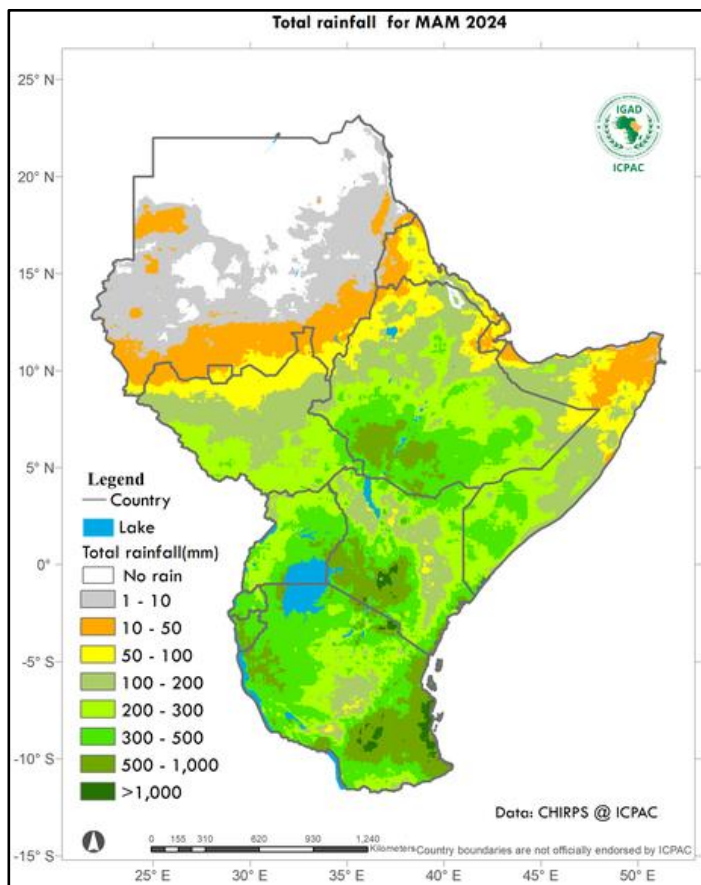 Total rainfall for MAM 2024
25° N
20° N
15° N
10° N
5° N
0°
-5° S
-10° S
-15° S
IGAD
ICPAC
Legend
Country
Lake
Total rainfall(mm)
No rain
1 - 10
10 - 50
50 - 100
100 - 200
200 - 300
300 - 500
500 - 1,000
>1,000
Data: CHIRPS @ ICPAC
0 155 310 620 930 1,240
Kilometers
Country boundaries are not officially endorsed by ICPAC
25° E 30° E 35° E 40° E 45° E 50° E